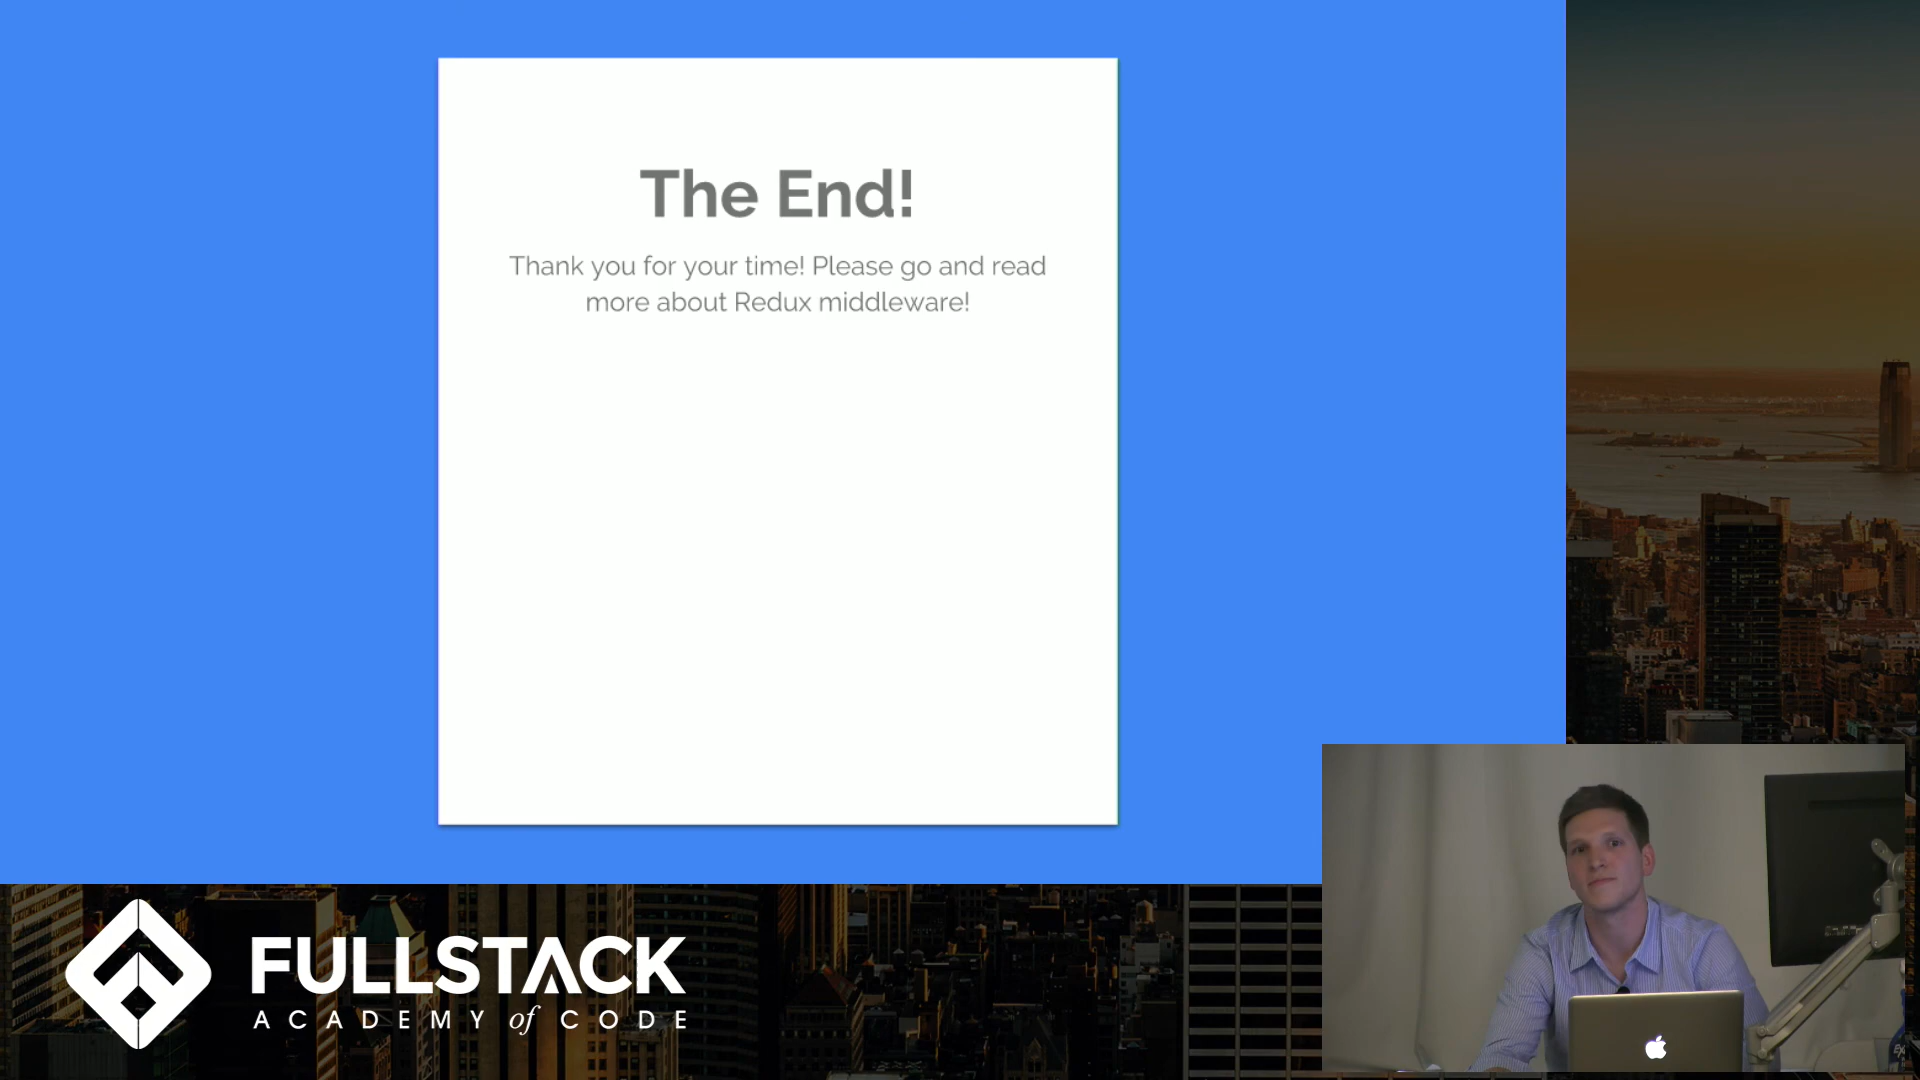 The End!
Thank you for your time! Please go and read
more about Redux middleware!
FULLSTACK
ACADEMY of CODE